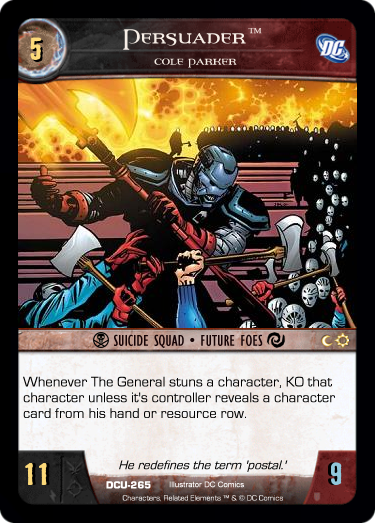 5
PERSUADER™
COLE PARKER
DC
SUICIDE SQUAD • FUTURE FOES
Whenever The General stuns a character, KO that
character unless it's controller reveals a character
card from his hand or resource row.
He redefines the term 'postal.'
11
DCU-265 Illustrator DC Comics
9
Characters, Related Elements ™ & © DC Comics